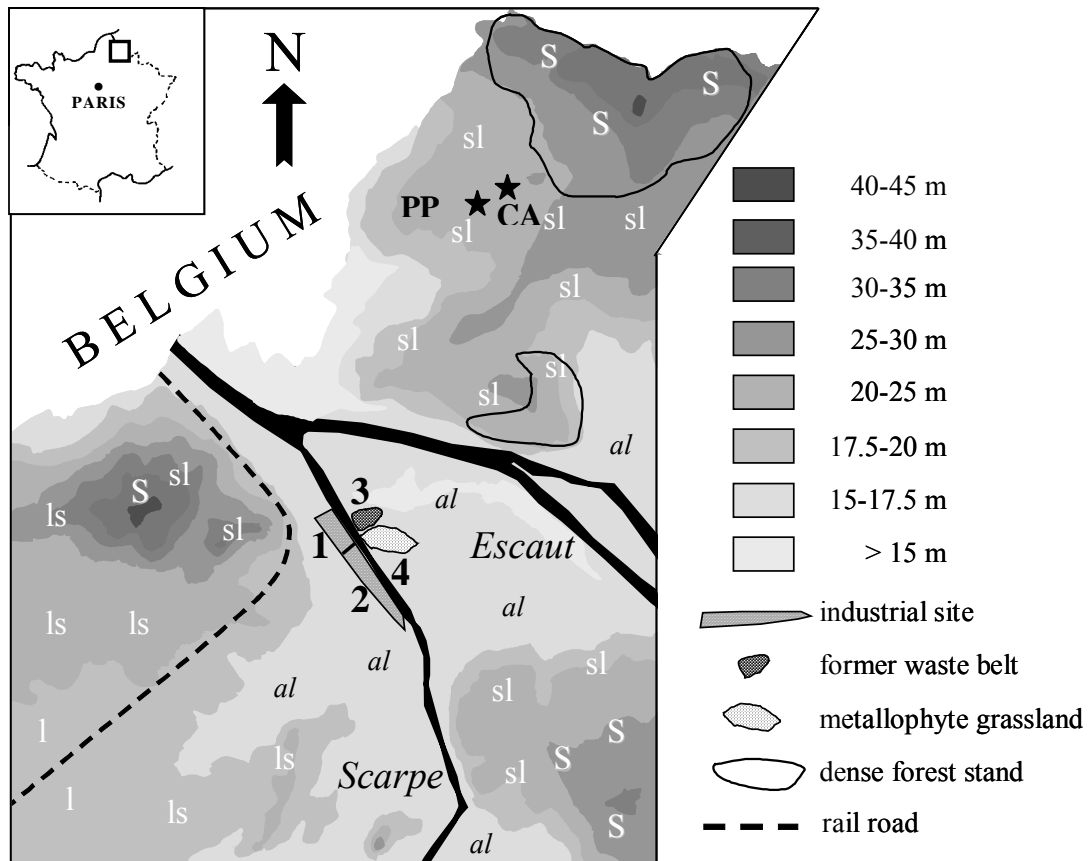 PARIS
N
BELGIUM
S
S
S
sl
PP
CA
sl
sl
sl
sl
sl
sl
sl
al
S
sl
ls
sl
3
al
1
Escaut
4
2
al
ls
ls
al
al
sl
sl
l
ls
S
S
Scarpe
sl
l
ls
S
al
40-45 m
35-40 m
30-35 m
25-30 m
20-25 m
17.5-20 m
15-17.5 m
> 15 m
industrial site
former waste belt
metallophyte grassland
dense forest stand
rail road